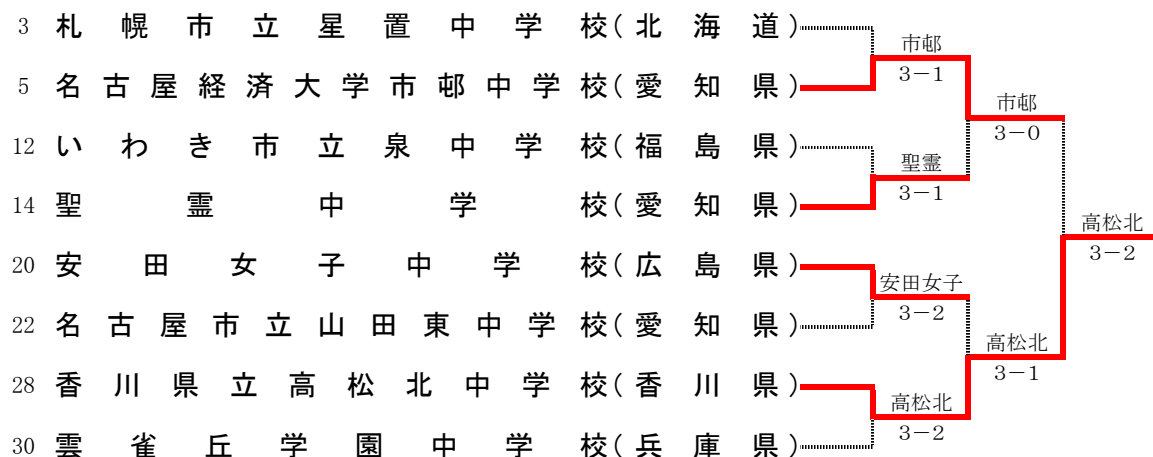 3 札幌市立星置中学校(北海道)
市邨
3-1
5 名古屋経済大学市邨中学校(愛知県)
市邨
3-0
12 いわき市立泉中学校(福島県)
聖霊
3-1
14 聖霊中学校(愛知県)
高松北
3-2
20 安田女子中学校(広島県)
安田女子
3-2
22 名古屋市立山田東中学校(愛知県)
高松北
3-1
28 香川県立高松北中学校(香川県)
高松北
3-2
30 雲雀丘学園中学校(兵庫県)